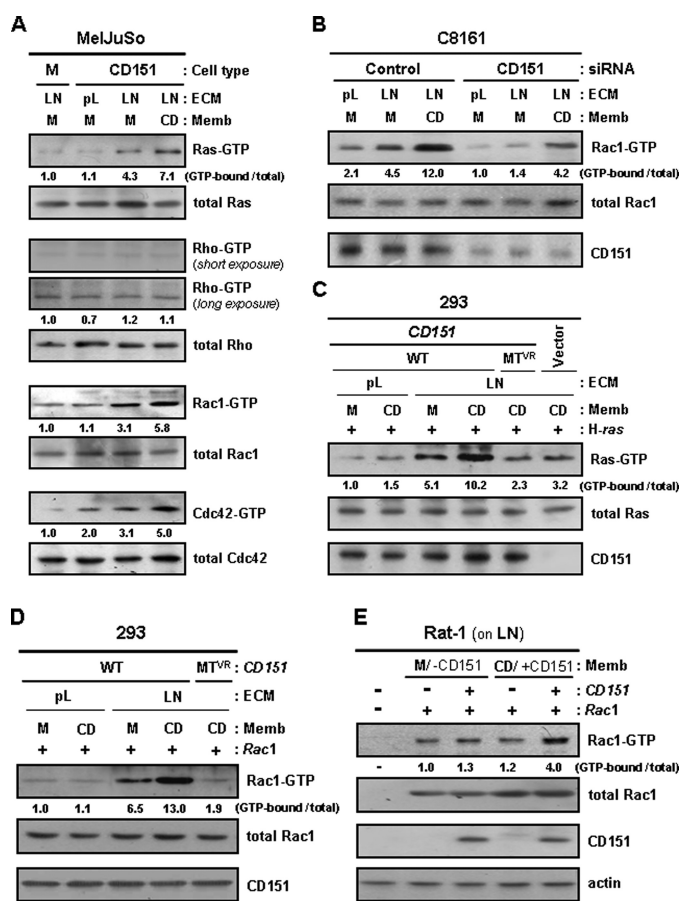 A
MelJuSo
M CD151 : Cell type
LN pL LN LN : ECM
M M M CD : Memb
Ras-GTP
1.0 1.1 4.3 7.1 (GTP-bound/total)
total Ras
Rho-GTP
(short exposure)
Rho-GTP
(long exposure)
1.0 0.7 1.2 1.1
total Rho
Rac1-GTP
1.0 1.1 3.1 5.8
total Rac1
Cdc42-GTP
1.0 2.0 3.1 5.0
total Cdc42
B
C8161
Control CD151 : siRNA
pL LN LN pL LN LN : ECM
M M CD M M CD : Memb
Rac1-GTP
2.1 4.5 12.0 1.0 1.4 4.2 (GTP-bound/total)
total Rac1
CD151
C
293
CD151
WT MTVR Vector
pL LN : ECM
M CD M CD CD CD : Memb
+ + + + + + : H-ras
Ras-GTP
1.0 1.5 5.1 10.2 2.3 3.2 (GTP-bound/total)
total Ras
CD151
D
293
WT MTVR : CD151
pL LN : ECM
M CD M CD CD : Memb
+ + + + + : Rac1
Rac1-GTP
1.0 1.1 6.5 13.0 1.9 (GTP-bound/total)
total Rac1
CD151
E
Rat-1 (on LN)
M/-CD151 CD/+CD151 : Memb
- - + - + : CD151
- + + + + : Rac1
Rac1-GTP
- 1.0 1.3 1.2 4.0 (GTP-bound/total)
total Rac1
CD151
actin